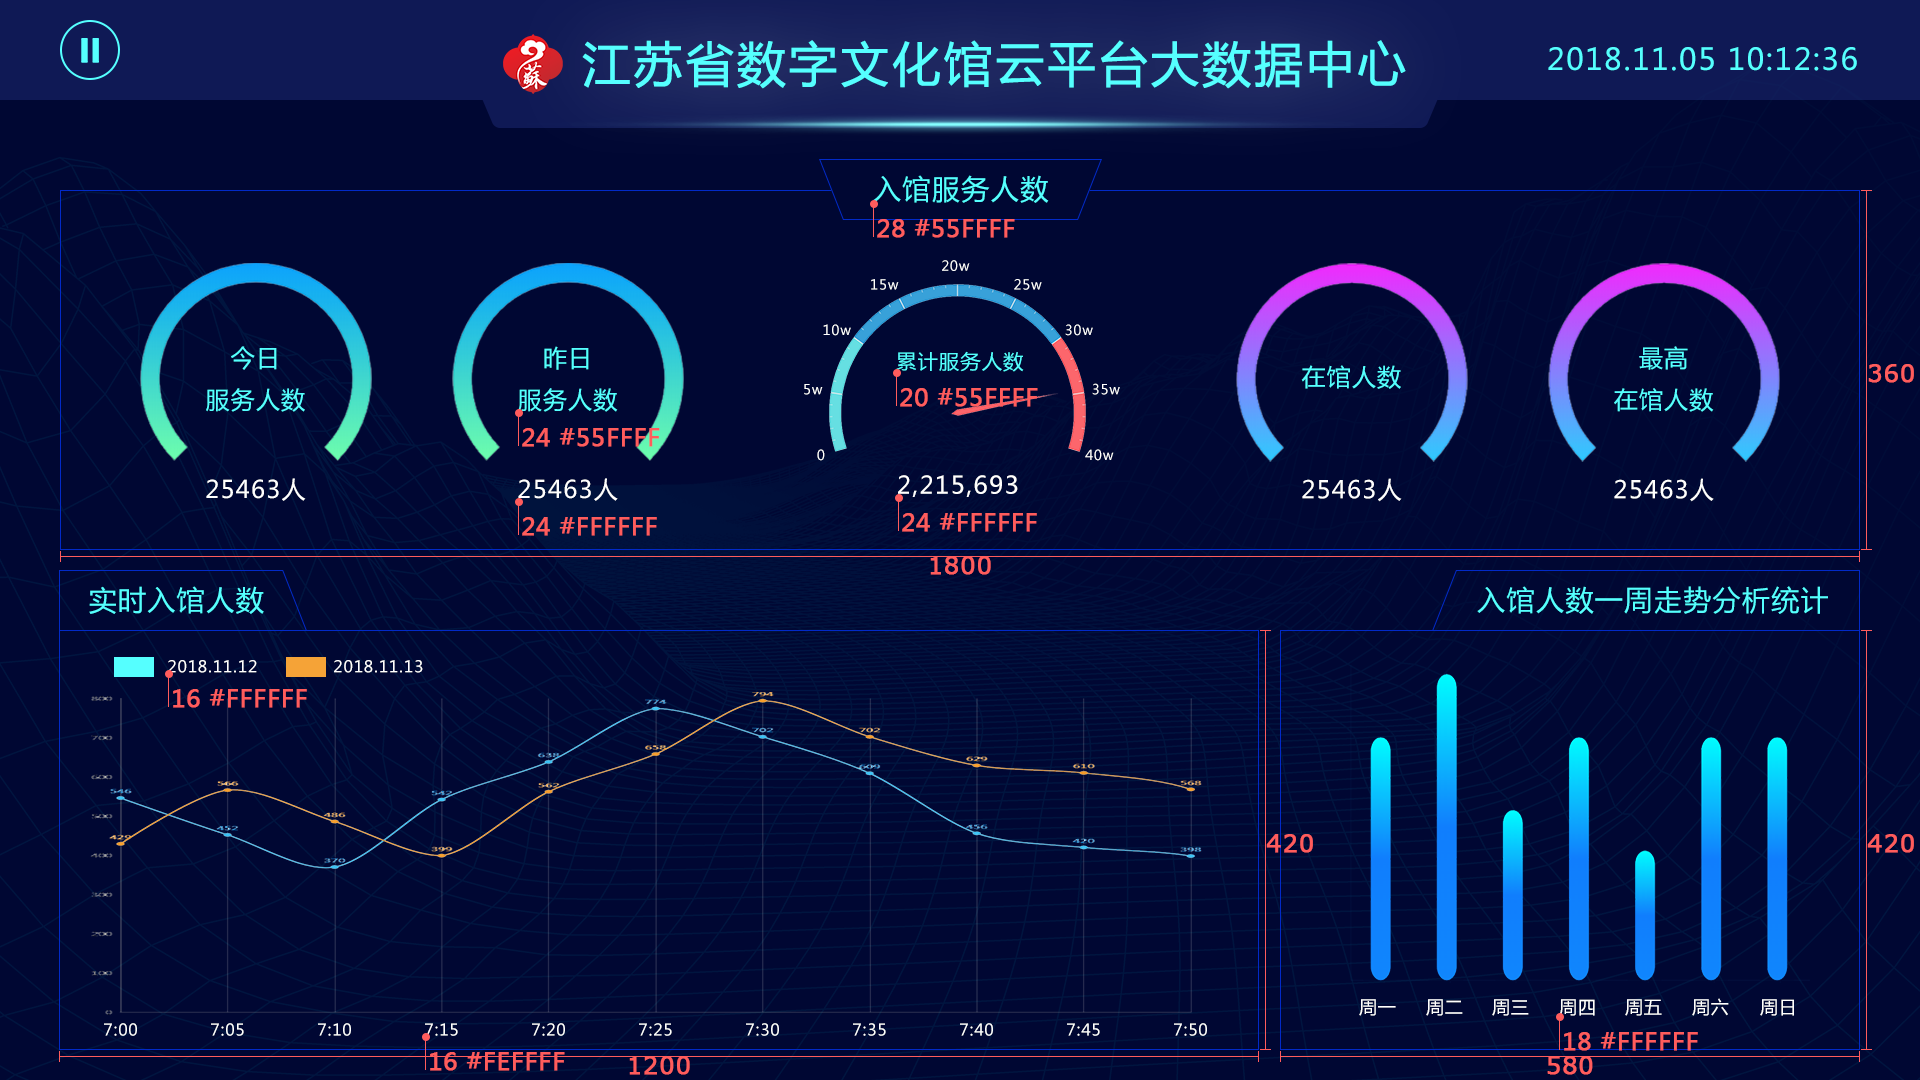 江苏省数字文化馆云平台大数据中心
2018.11.05 10:12:36
入馆服务人数
28 #55FFFF
今日
服务人数
25463人
昨日
服务人数
24 #55FFFF
25463人
24 #FFFFFF
0
5w
10w
15w
20w
25w
30w
35w
40w
累计服务人数
20 #55FFFF
2,215,693
24 #FFFFFF
在馆人数
25463人
最高
在馆人数
25463人
360
1800
实时入馆人数
2018.11.12
2018.11.13
16 #FFFFFF
800
700
600
500
400
300
200
100
0
546
452
370
542
638
774
702
609
456
420
398
429
566
486
399
562
658
794
702
629
610
568
7:00
7:05
7:10
7:15
7:20
7:25
7:30
7:35
7:40
7:45
7:50
16 #FEFFFF
1200
420
入馆人数一周走势分析统计
周一
周二
周三
周四
周五
周六
周日
18 #FFFFFF
580
420
蘇